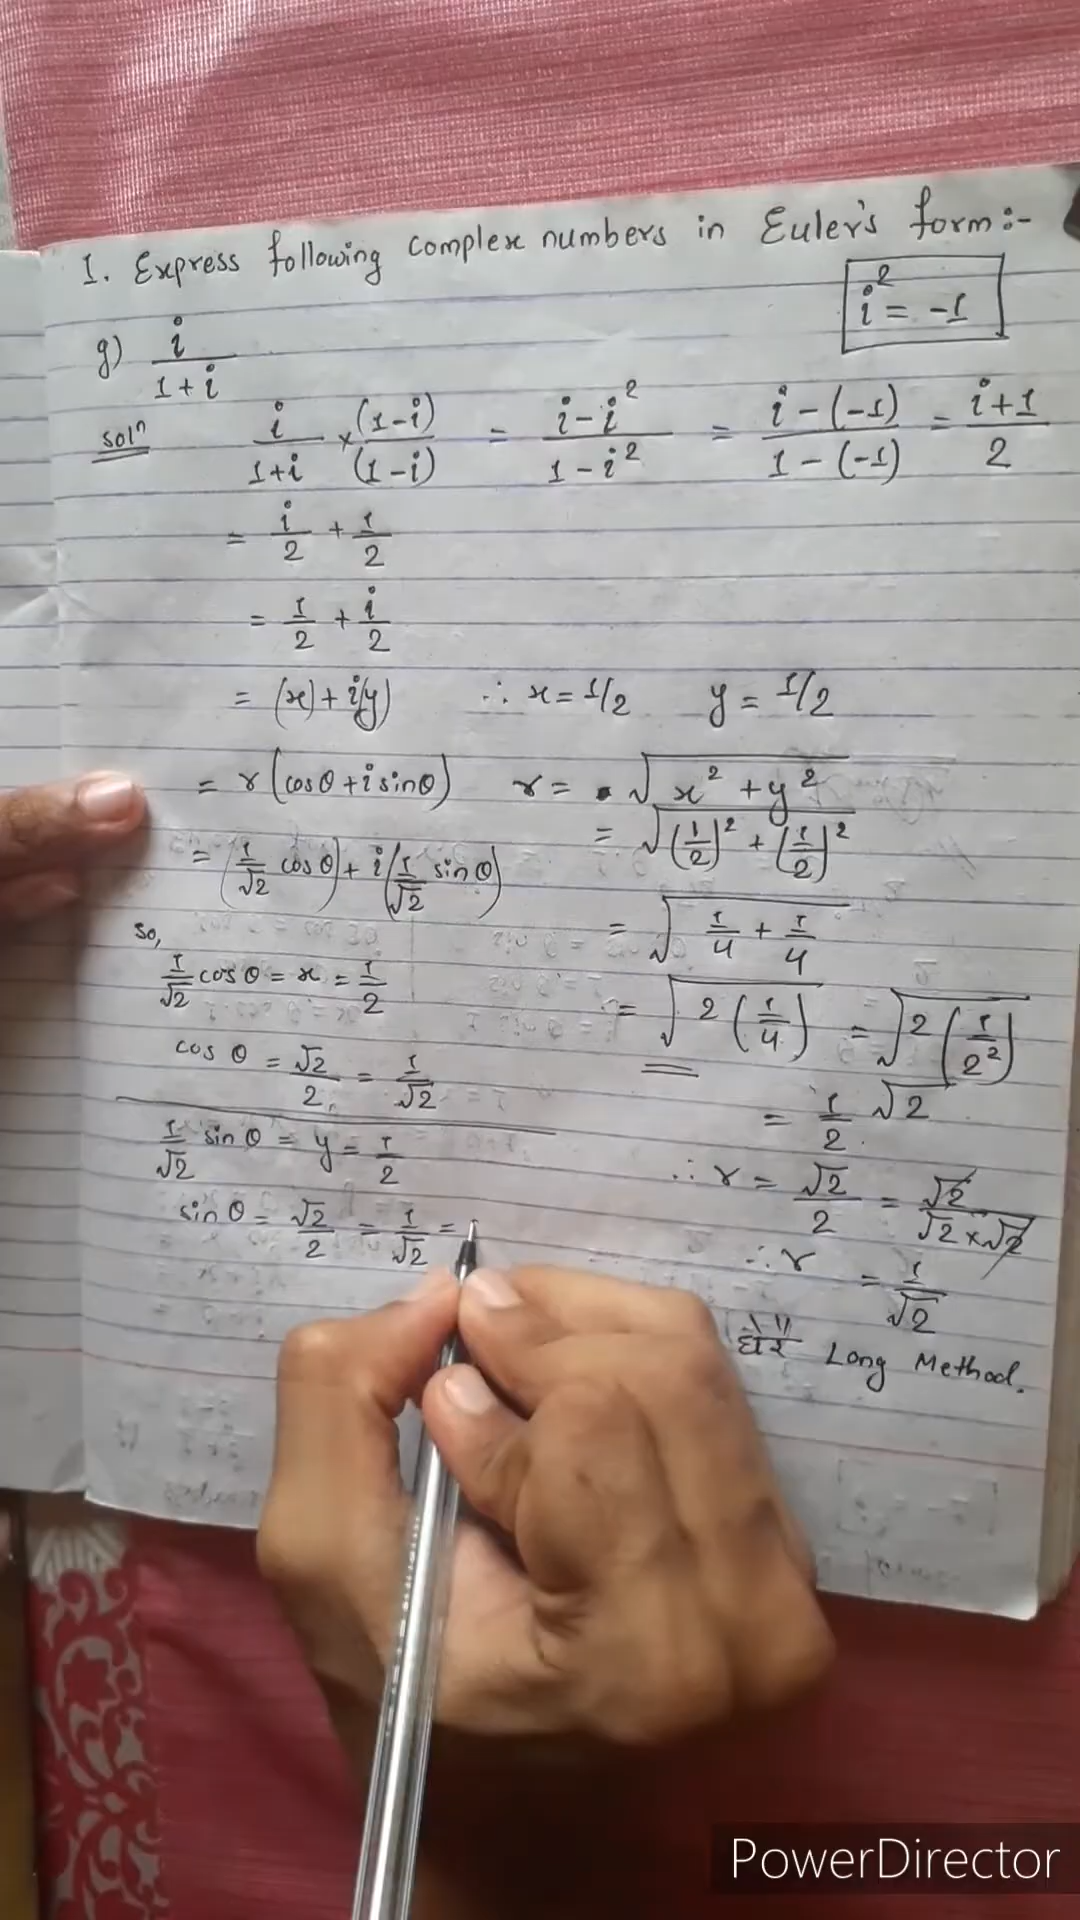 1. Express following complex numbers in Euler's form:-
i² = -1
g) i/(1+i)
solⁿ i/(1+i) × (1-i)/(1-i) = (i-i²)/(1-i²) = (i-(-1))/(1-(-1)) = (i+1)/2
= i/2 + 1/2
= 1/2 + i/2
= (x)+i(y) ∴ x = 1/2 y = 1/2
= r(cosθ+i sinθ) r = √(x²+y²)
= √((1/2)²+(1/2)²)
= (1/√2 cosθ)+i(1/√2 sinθ)
= √(1/4+1/4)
So,
1/√2 cosθ = x = 1/2
= √(2(1/4)) = √(2(1/2²))
cosθ = √2/2 = 1/√2
= 1/2 √2
1/√2 sinθ = y = 1/2
∴ r = √2/2 = √2/(√2×√2)
sinθ = √2/2 = 1/√2 =
∴ r = 1/√2
Long Method.
PowerDirector